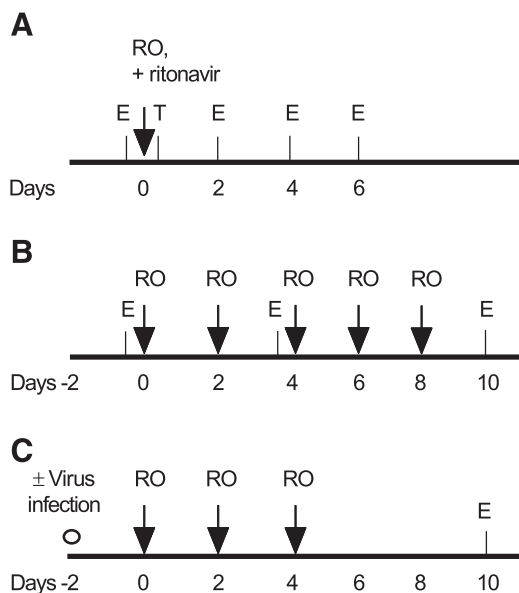 A
RO,
+ ritonavir
E T E E E
Days 0 2 4 6
B
RO RO RO RO RO
E E E
Days -2 0 2 4 6 8 10
C
± Virus
infection
RO RO RO
E
Days -2 0 2 4 6 8 10